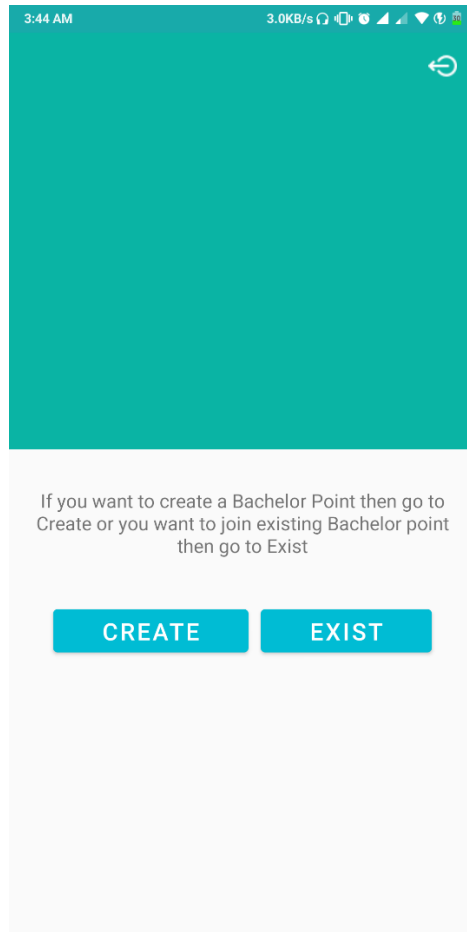 3:44 AM 3.0KB/s 30
If you want to create a Bachelor Point then go to
Create or you want to join existing Bachelor point
then go to Exist
CREATE EXIST